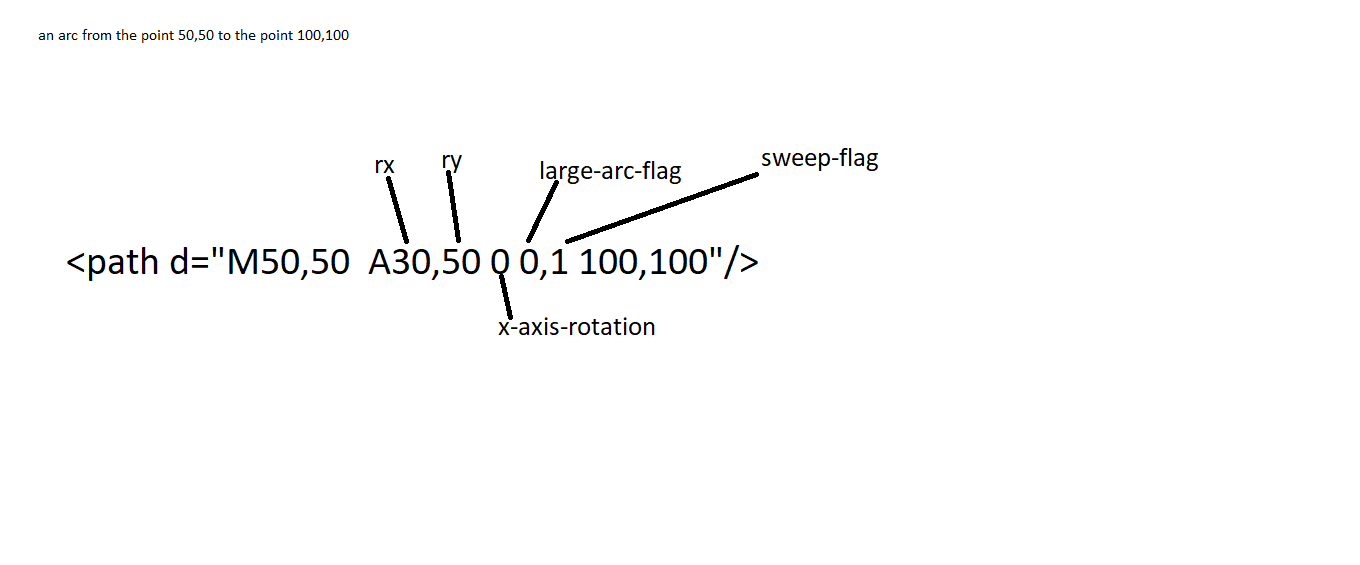 an arc from the point 50,50 to the point 100,100
rx
ry
large-arc-flag
sweep-flag
<path d="M50,50  A30,50 0 0,1 100,100"/>
x-axis-rotation